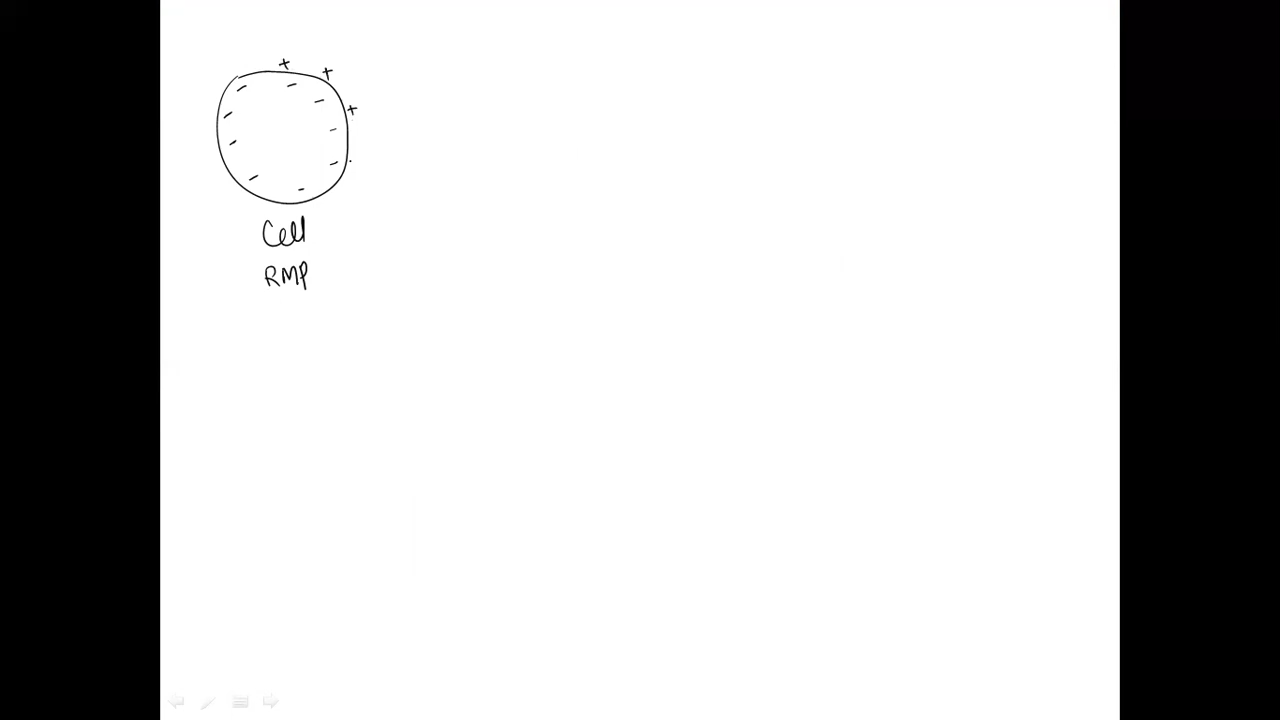 + + +
- - - - - - - - -
Cell
RMP